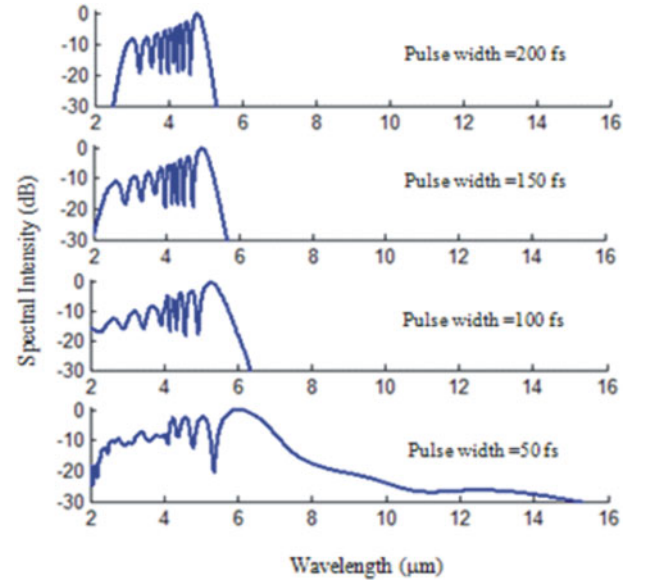 0
-10
-20
-30
2 4 6 8 10 12 14 16
Pulse width =200 fs
0
-10
-20
-30
2 4 6 8 10 12 14 16
Pulse width =150 fs
0
-10
-20
-30
2 4 6 8 10 12 14 16
Pulse width =100 fs
0
-10
-20
-30
2 4 6 8 10 12 14 16
Pulse width =50 fs
Spectral Intensity (dB)
Wavelength (μm)